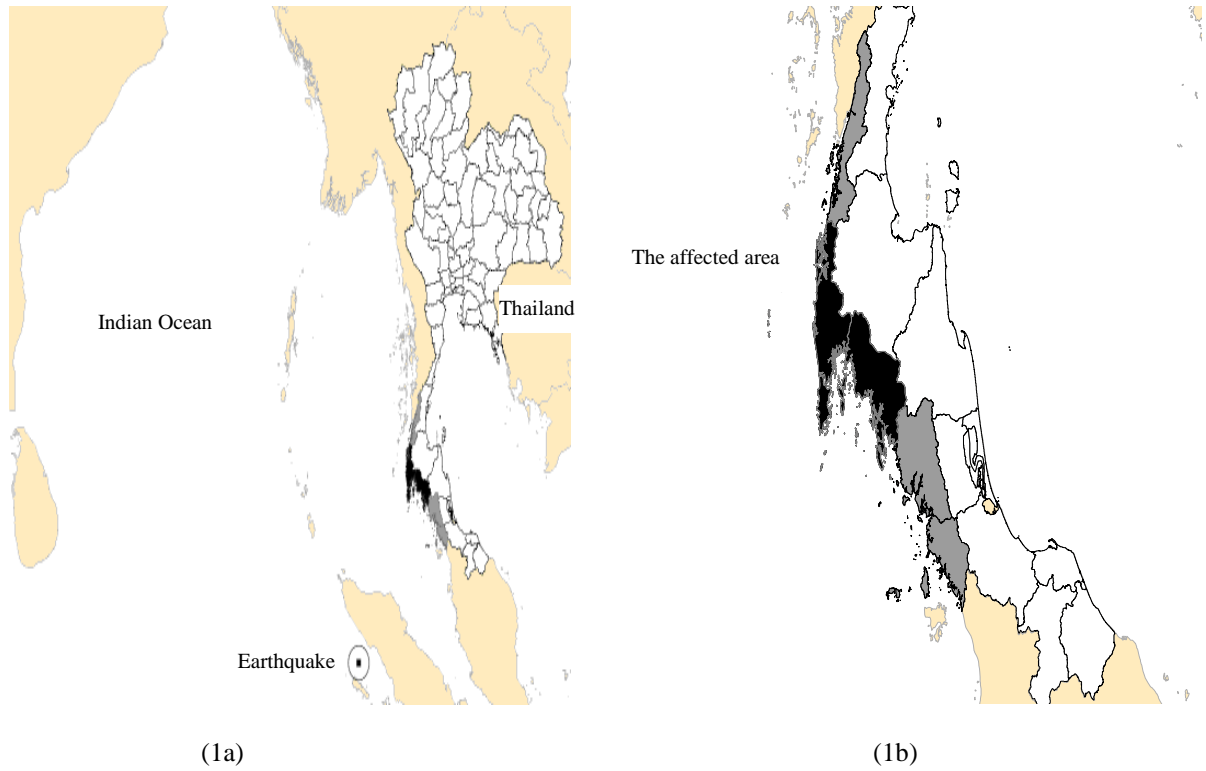 Indian Ocean
Thailand
Earthquake
(1a)
The affected area
(1b)